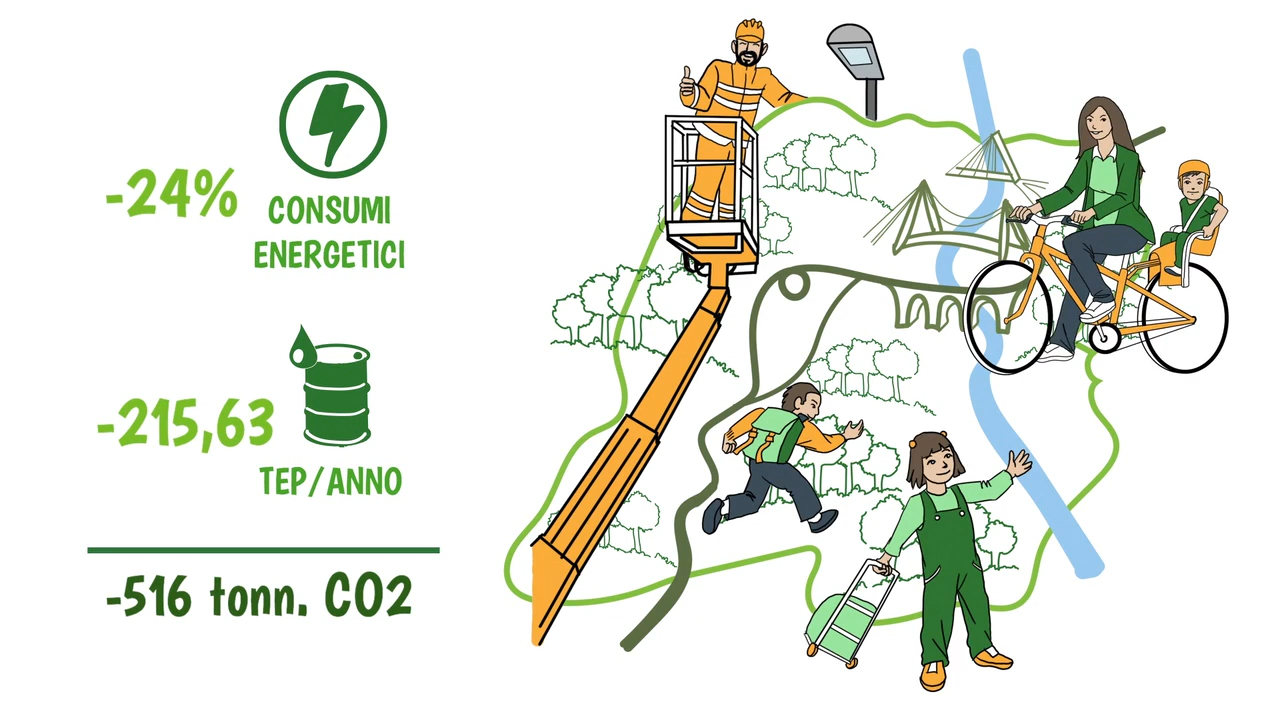 -24%
CONSUMI
ENERGETICI
-215,63
TEP/ANNO
-516 tonn. CO2